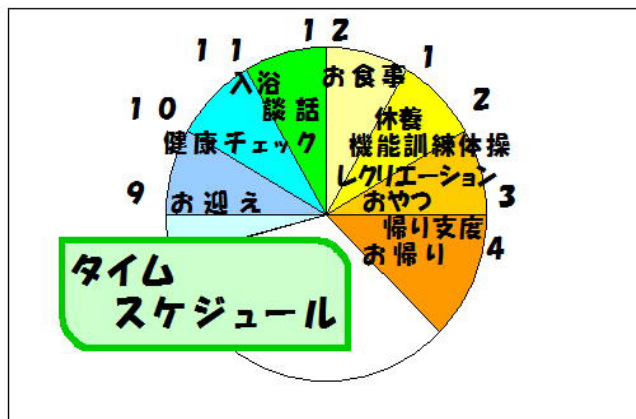 12
11
1
入浴
お食事
談話
10
2
休養
健康チェック
機能訓練体操
レクリエーション
9
お迎え
おやつ
3
帰り支度
4
お帰り
タイム
スケジュール